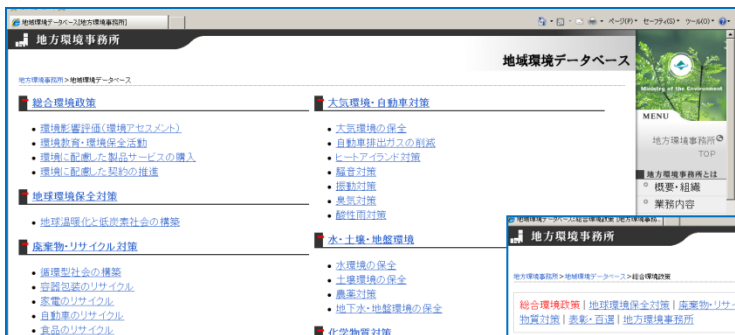 地域環境データベース[地方環境事務所]
ページ(P)▼ セーフティ(S)▼ ツール(O)▼
地方環境事務所
地域環境データベース
地方環境事務所>地域環境データベース
総合環境政策
環境影響評価(環境アセスメント)
環境教育・環境保全活動
環境に配慮した製品サービスの購入
環境に配慮した契約の推進
地球環境保全対策
地球温暖化と低炭素社会の構築
廃棄物・リサイクル対策
循環型社会の構築
容器包装のリサイクル
家電のリサイクル
自動車のリサイクル
食品のリサイクル
大気環境・自動車対策
大気環境の保全
自動車排出ガスの削減
ヒートアイランド対策
騒音対策
振動対策
臭気対策
酸性雨対策
水・土壌・地盤環境
水環境の保全
土壌環境の保全
農薬対策
地下水・地盤環境の保全
化学物質対策
Ministry of the Environment
MENU
地方環境事務所
TOP
地方環境事務所とは
概要・組織
業務内容
地域環境データベース:総合環境政策 [地方環境事務..
地方環境事務所
地方環境事務所>地域環境データベース>総合環境政策
総合環境政策 | 地球環境保全対策 | 廃棄物・リサイ
物質対策 | 表彰・百選 | 地方環境事務所